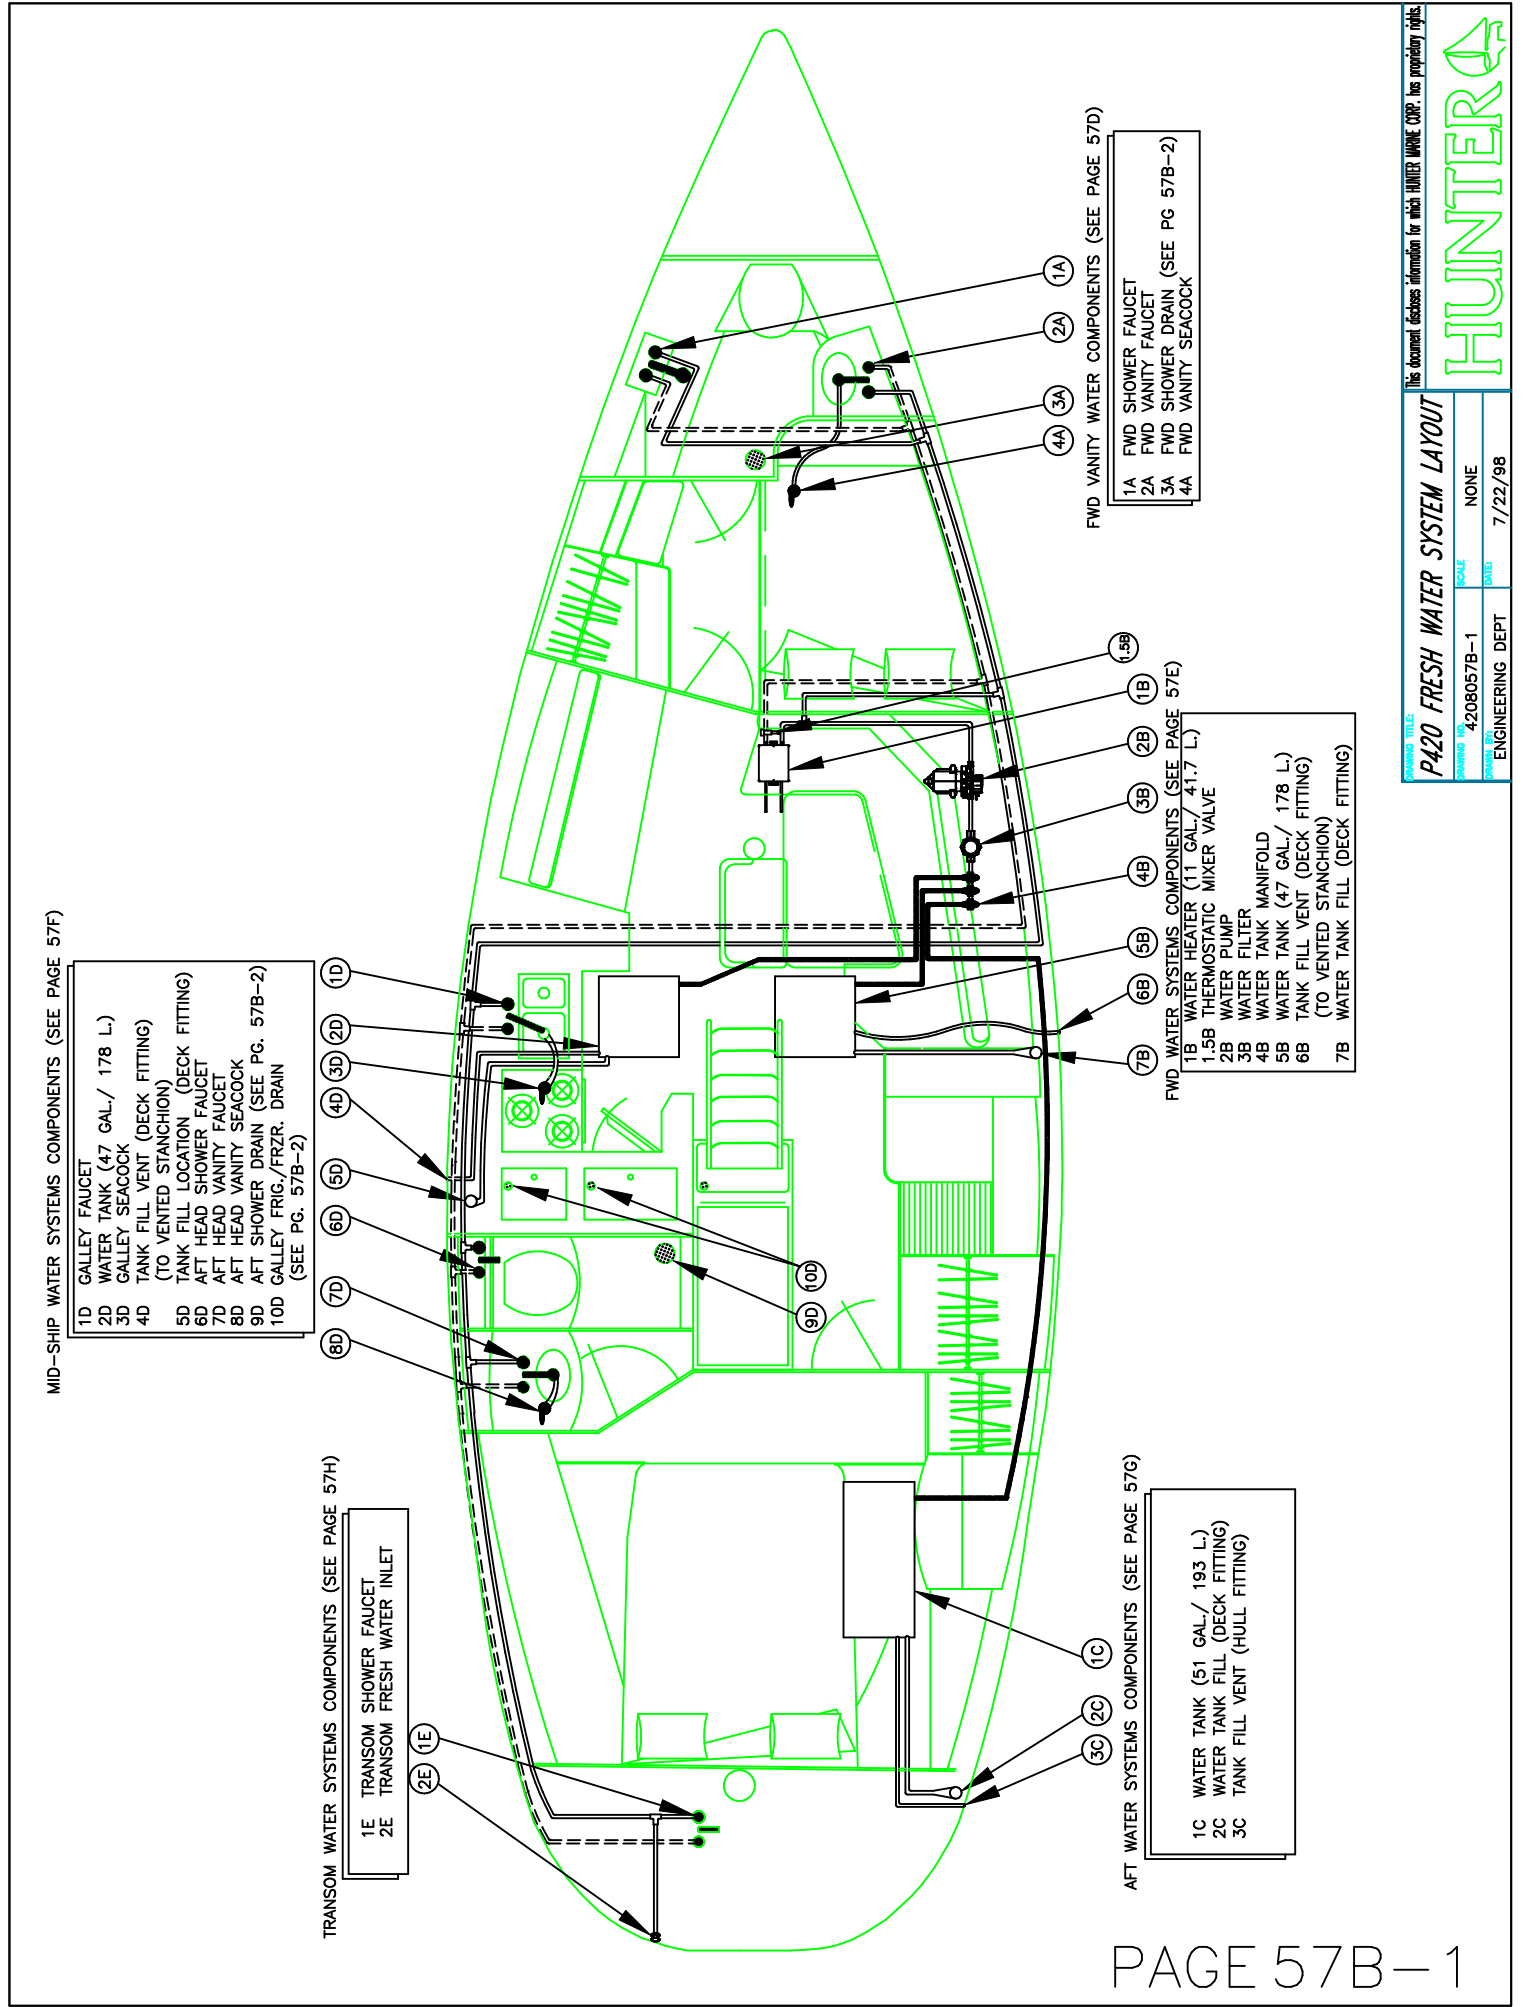 MID-SHIP WATER SYSTEMS COMPONENTS (SEE PAGE 57F)
1D GALLEY FAUCET
2D WATER TANK (47 GAL./ 178 L.)
3D GALLEY SEACOCK
4D TANK FILL VENT (DECK FITTING)
(TO VENTED STANCHION)
5D TANK FILL LOCATION (DECK FITTING)
6D AFT HEAD SHOWER FAUCET
7D AFT HEAD VANITY FAUCET
8D AFT HEAD VANITY SEACOCK
9D AFT SHOWER DRAIN (SEE PG. 57B-2)
10D GALLEY FRIG./FRZR. DRAIN
(SEE PG. 57B-2)
TRANSOM WATER SYSTEMS COMPONENTS (SEE PAGE 57H)
1E TRANSOM SHOWER FAUCET
2E TRANSOM FRESH WATER INLET
2E
1E
8D
7D
6D
5D
4D
3D
2D
1D
9D
10D
3C
2C
1C
7B
6B
5B
4B
3B
2B
1B
1.5B
4A
3A
2A
1A
FWD VANITY WATER COMPONENTS (SEE PAGE 57D)
1A FWD SHOWER FAUCET
2A FWD VANITY FAUCET
3A FWD SHOWER DRAIN (SEE PG 57B-2)
4A FWD VANITY SEACOCK
FWD WATER SYSTEMS COMPONENTS (SEE PAGE 57E)
1B WATER HEATER (11 GAL./ 41.7 L.)
1.5B THERMOSTATIC MIXER VALVE
2B WATER PUMP
3B WATER FILTER
4B WATER TANK MANIFOLD
5B WATER TANK (47 GAL./ 178 L.)
6B TANK FILL VENT (DECK FITTING)
(TO VENTED STANCHION)
7B WATER TANK FILL (DECK FITTING)
AFT WATER SYSTEMS COMPONENTS (SEE PAGE 57G)
1C WATER TANK (51 GAL./ 193 L.)
2C WATER TANK FILL (DECK FITTING)
3C TANK FILL VENT (HULL FITTING)
PAGE 57B-1
This document discloses information for which HUNTER MARINE CORP. has proprietary rights.
HUNTER
DRAWING TITLE:
P420 FRESH WATER SYSTEM LAYOUT
DRAWING NO.
4208057B-1
SCALE
NONE
DRAWN BY:
ENGINEERING DEPT
DATE:
7/22/98